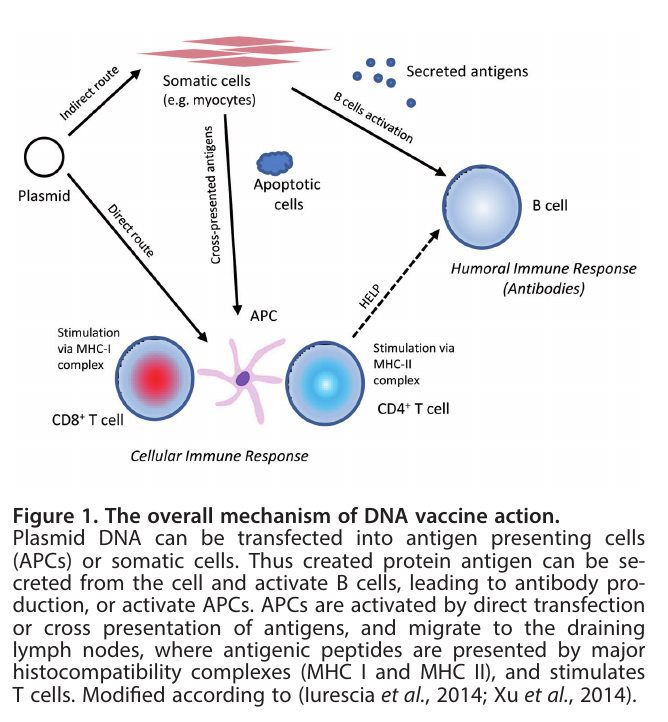 Somatic cells
(e.g. myocytes)
Secreted antigens
Indirect route
B cells activation
Plasmid
Direct route
Cross-presented antigens
Apoptotic
cells
B cell
Humoral Immune Response
(Antibodies)
HELP
APC
Stimulation
via MHC-I
complex
CD8⁺ T cell
Stimulation via
MHC-II
complex
CD4⁺ T cell
Cellular Immune Response
Figure 1. The overall mechanism of DNA vaccine action.
Plasmid DNA can be transfected into antigen presenting cells
(APCs) or somatic cells. Thus created protein antigen can be se-
creted from the cell and activate B cells, leading to antibody pro-
duction, or activate APCs. APCs are activated by direct transfection
or cross presentation of antigens, and migrate to the draining
lymph nodes, where antigenic peptides are presented by major
histocompatibility complexes (MHC I and MHC II), and stimulates
T cells. Modified according to (Iurescia et al., 2014; Xu et al., 2014).